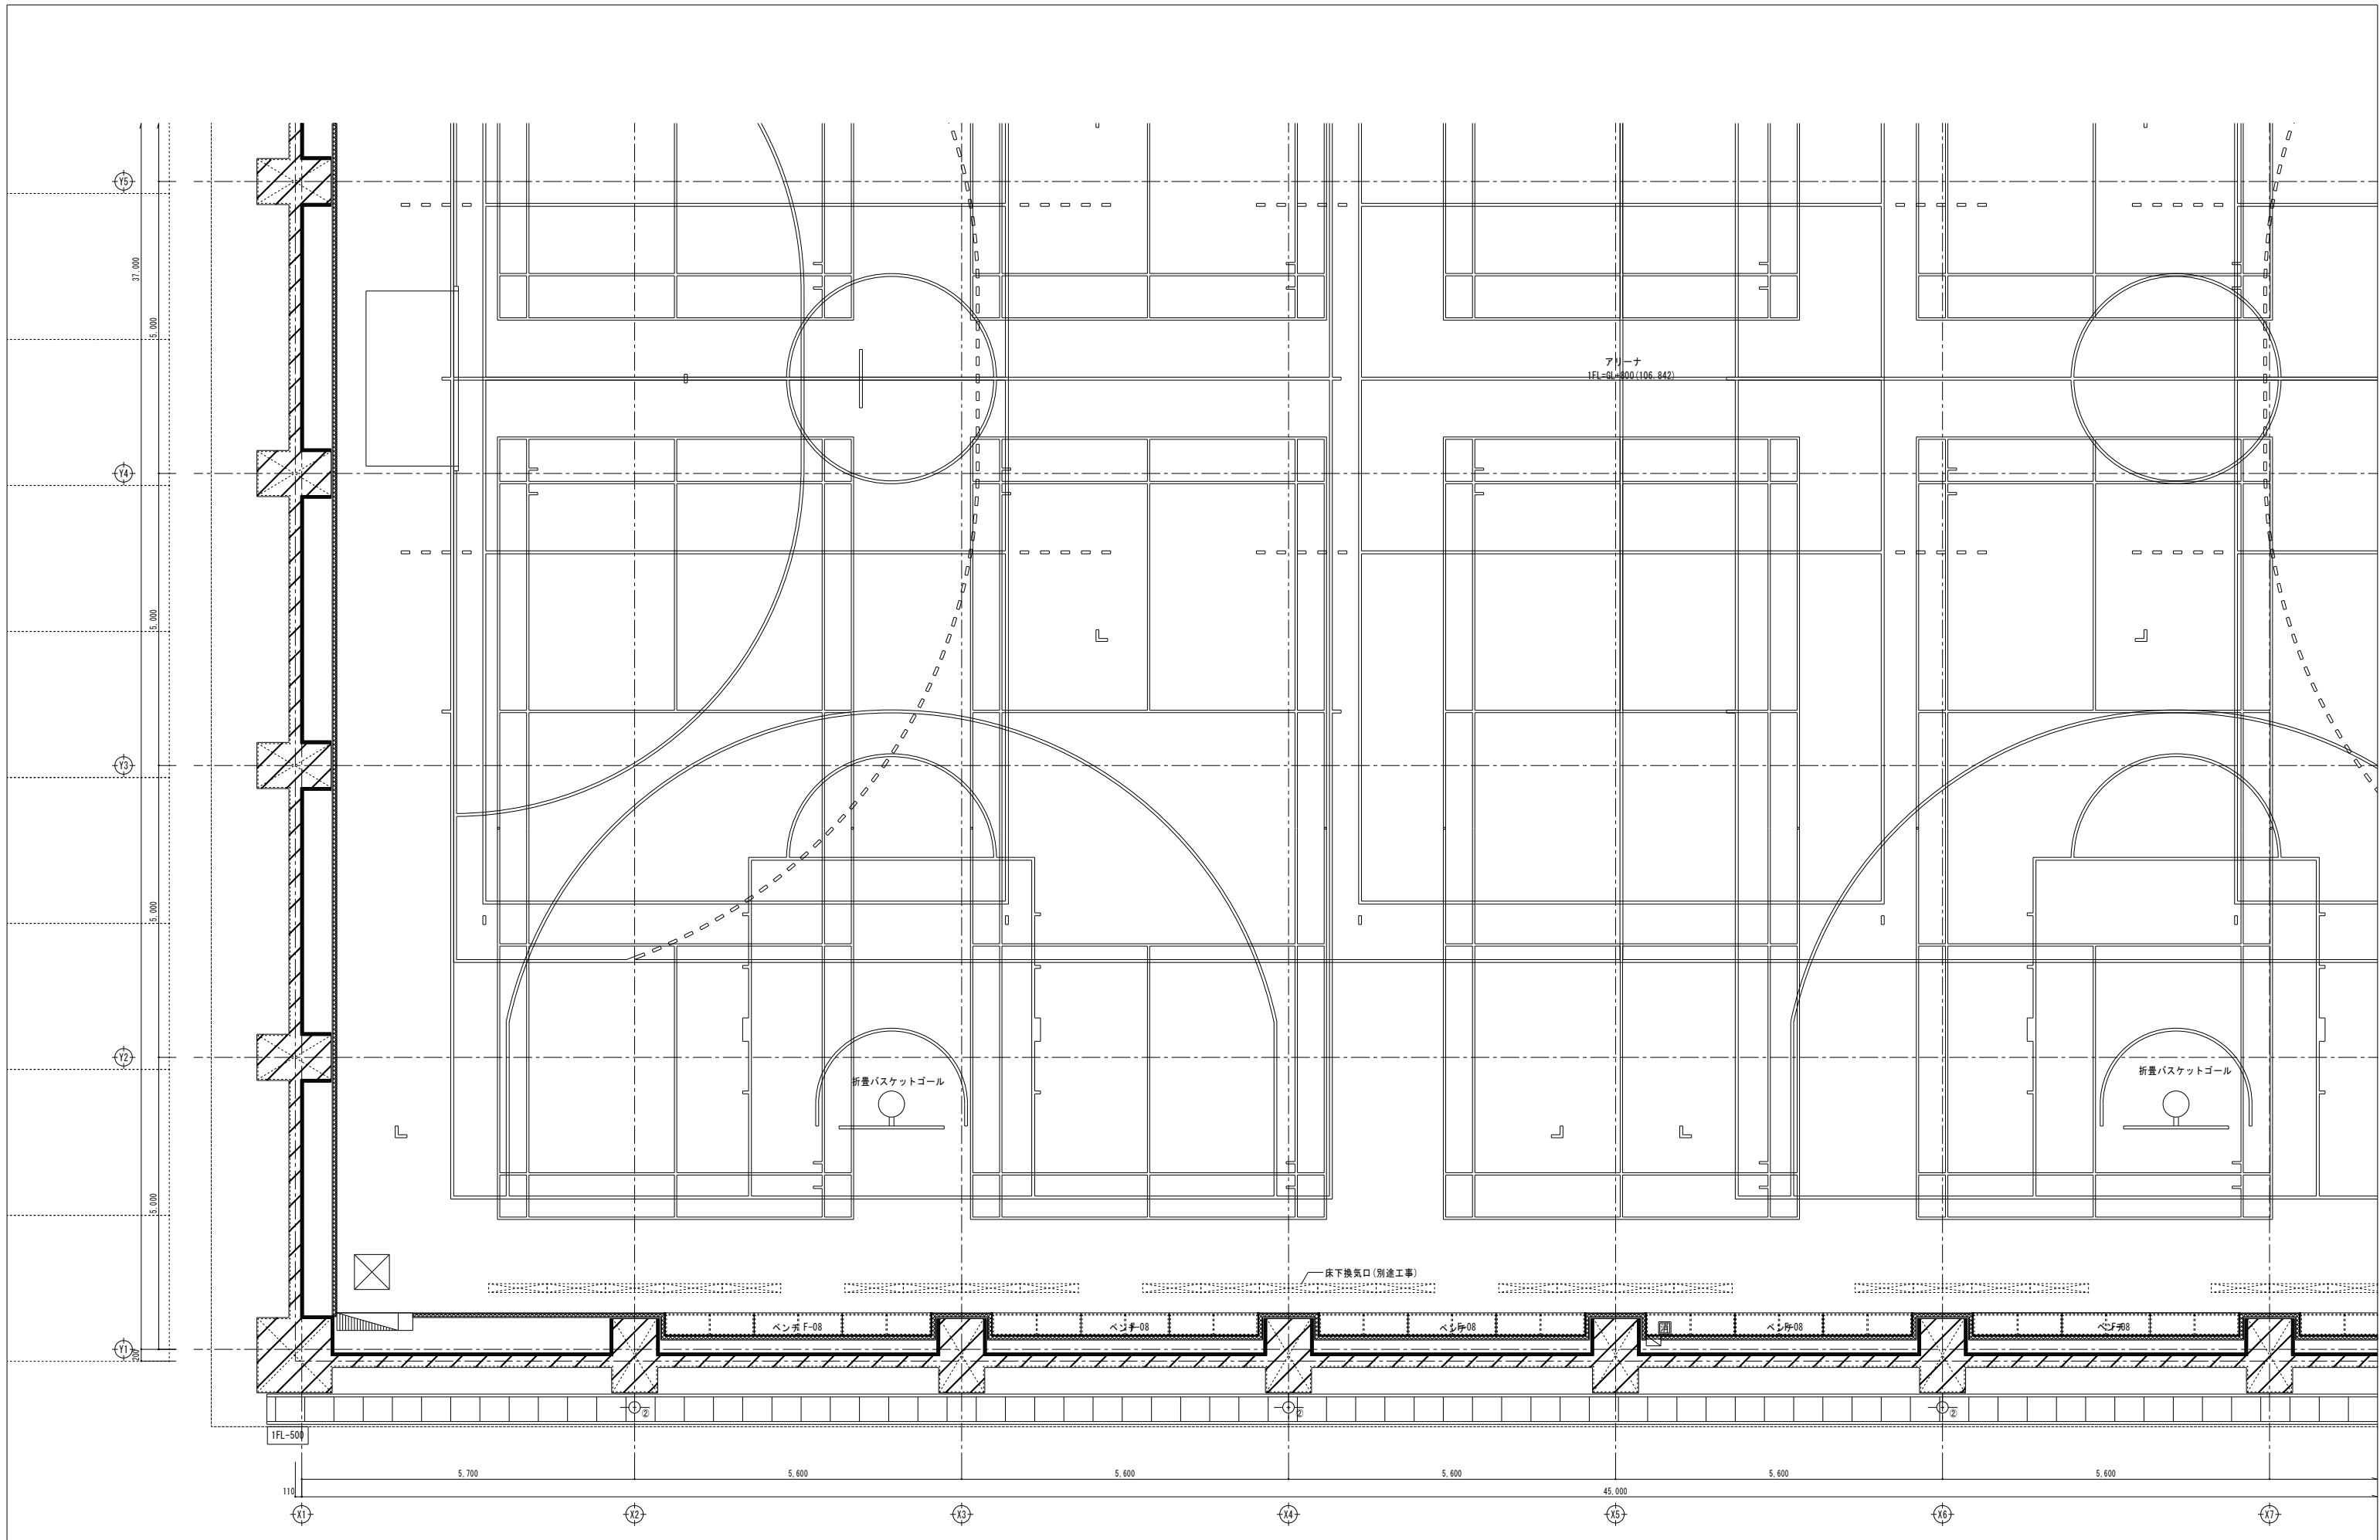 Y5
37,000
5,000
アリーナ
1FL=GL+800(106.842)
Y4
5,000
Y3
5,000
Y2
折畳バスケットゴール
折畳バスケットゴール
5,000
床下換気口(別途工事)
ベンチ F-08
ベンチ F-08
ベンチ F-08
消
ベンチ F-08
ベンチ F-08
Y1
200
②
②
②
1FL-500
5,700
5,600
5,600
5,600
5,600
5,600
110
45,000
X1
X2
X3
X4
X5
X6
X7